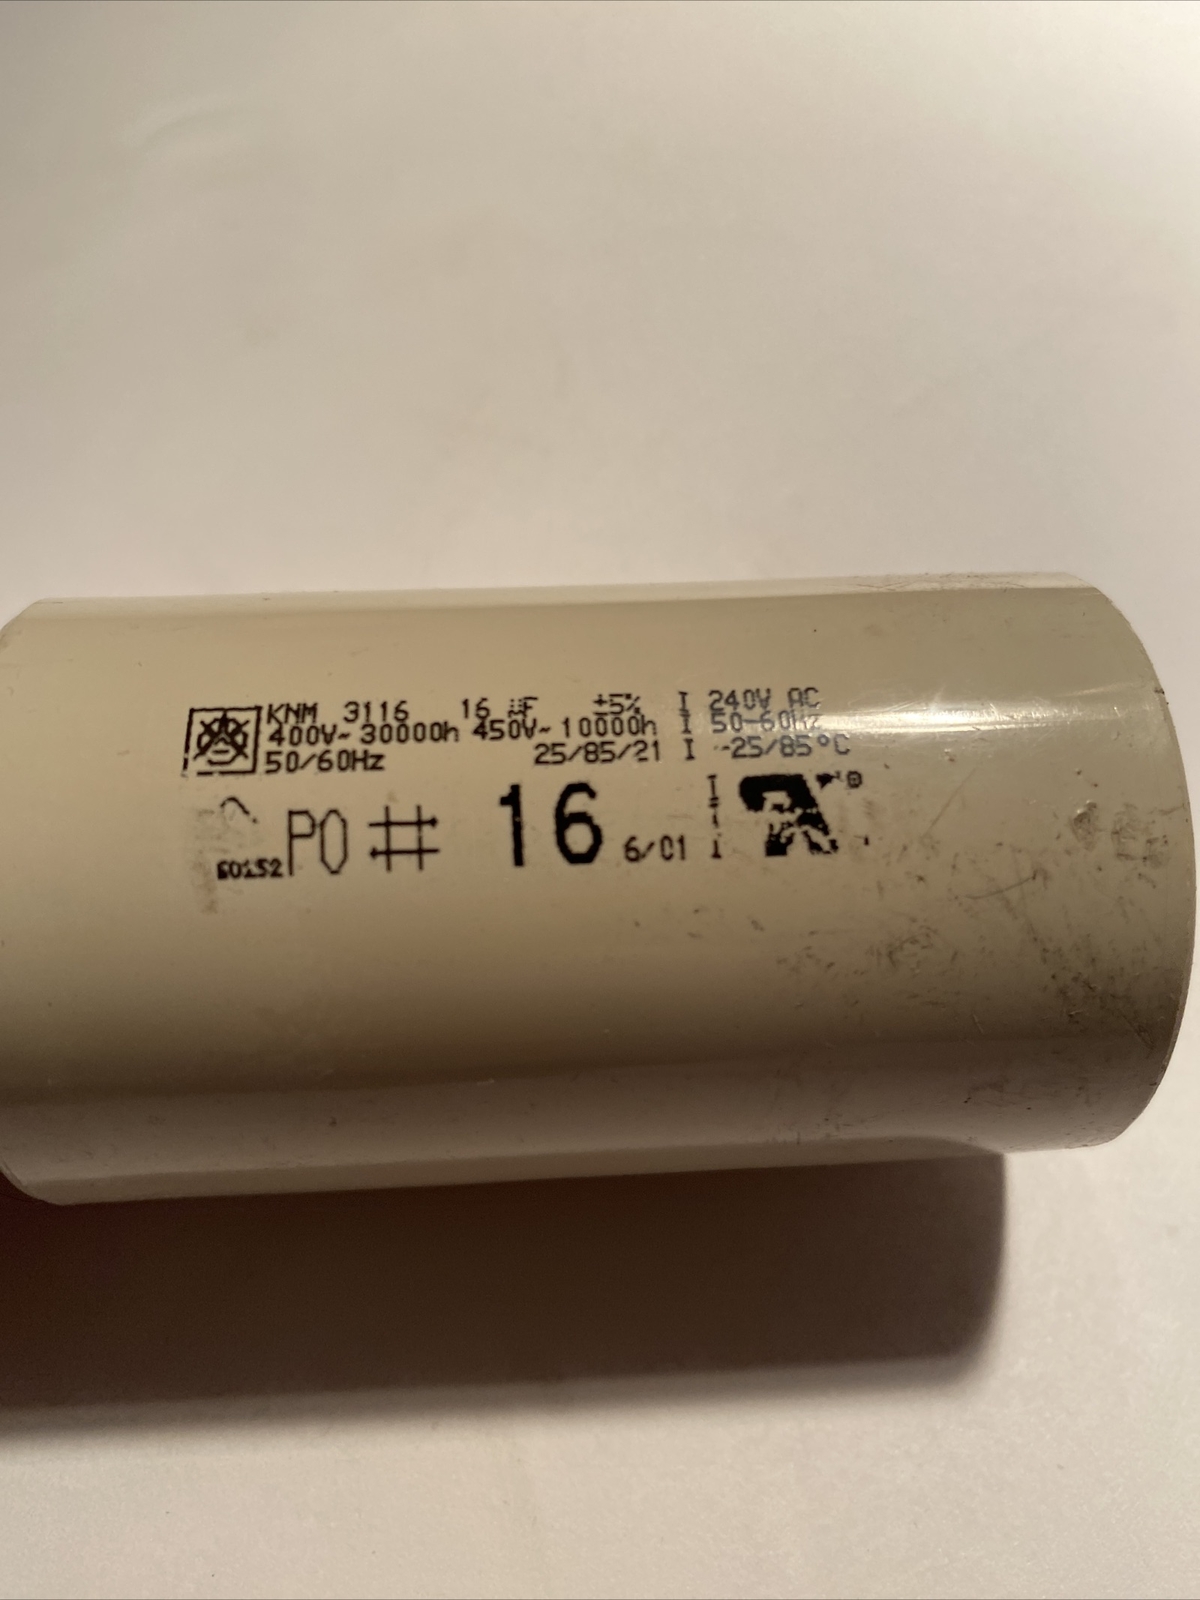 KNM 3116 16 µF ±5% I 240V AC
400V~30000h 450V~10000h I 50-60Hz
50/60Hz 25/85/21 I -25/85°C
60252 P0 # 16 6/01